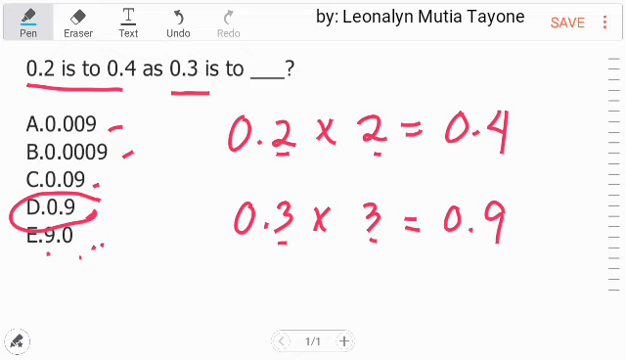 by: Leonalyn Mutia Tayone
Pen
Eraser
Text
Undo
Redo
SAVE
0.2 is to 0.4 as 0.3 is to ___?
A.0.009
B.0.0009
C.0.09
D.0.9
E.9.0
0.2 x 2 = 0.4
0.3 x 3 = 0.9
1/1